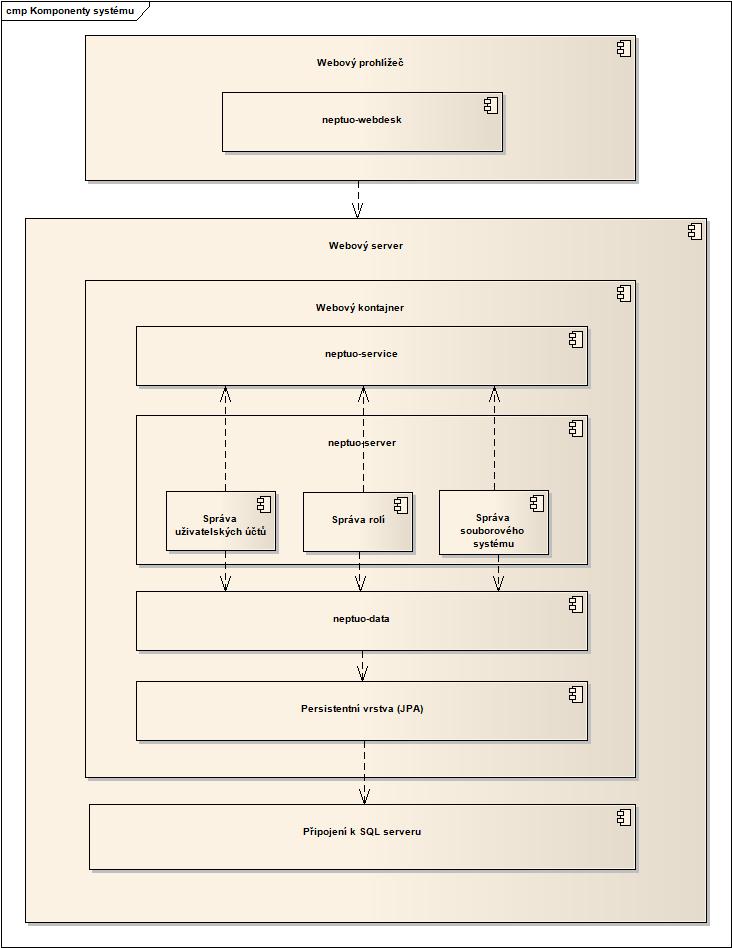 cmp Komponenty systému
Webový prohlížeč
neptuo-webdesk
Webový server
Webový kontajner
neptuo-service
neptuo-server
Správa
uživatelských účtů
Správa rolí
Správa
souborového
systému
neptuo-data
Persistentní vrstva (JPA)
Připojení k SQL serveru